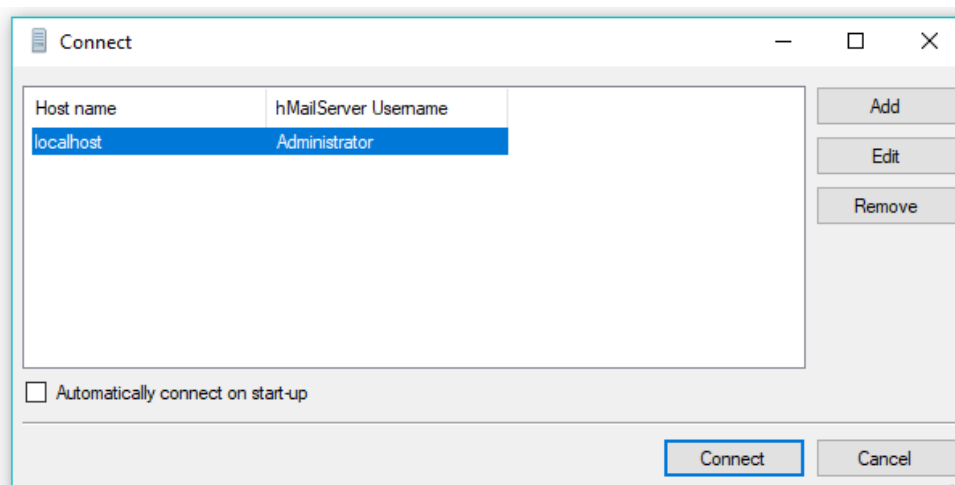 Connect
Host name hMailServer Username
localhost Administrator
Add
Edit
Remove
Automatically connect on start-up
Connect Cancel